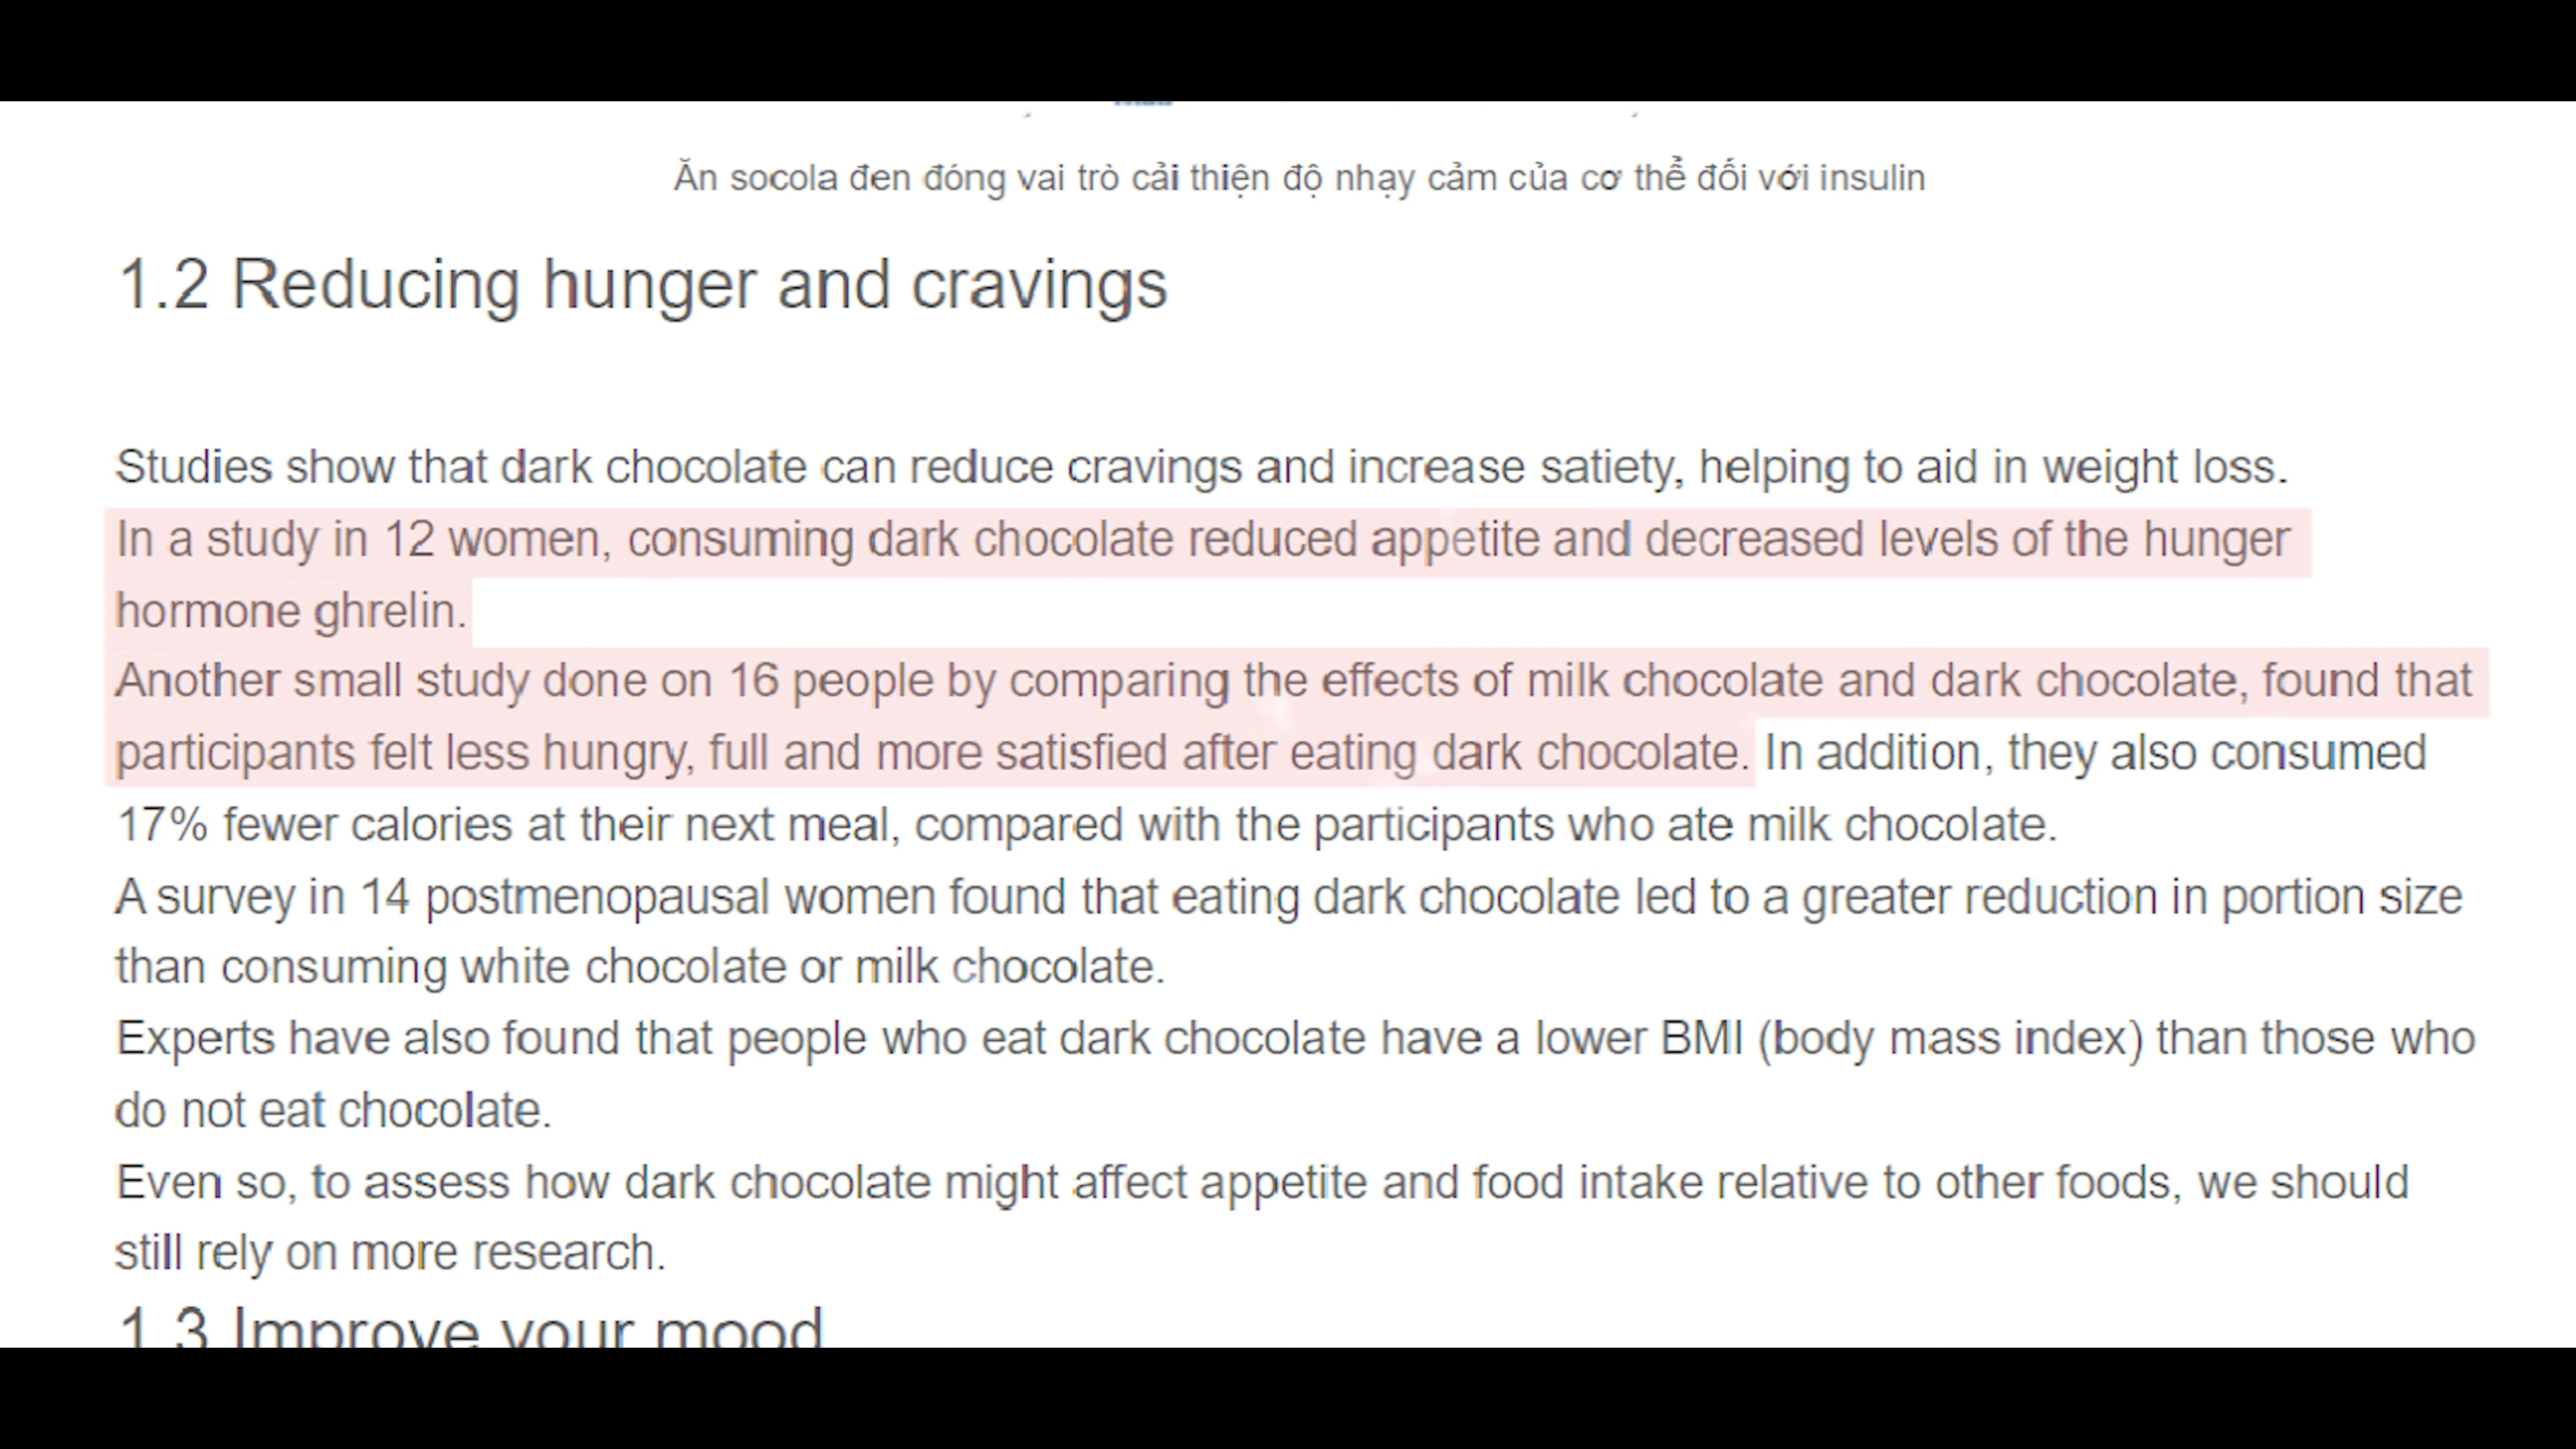 Ăn socola đen đóng vai trò cải thiện độ nhạy cảm của cơ thể đối với insulin
1.2 Reducing hunger and cravings
Studies show that dark chocolate can reduce cravings and increase satiety, helping to aid in weight loss.
In a study in 12 women, consuming dark chocolate reduced appetite and decreased levels of the hunger
hormone ghrelin.
Another small study done on 16 people by comparing the effects of milk chocolate and dark chocolate, found that
participants felt less hungry, full and more satisfied after eating dark chocolate. In addition, they also consumed
17% fewer calories at their next meal, compared with the participants who ate milk chocolate.
A survey in 14 postmenopausal women found that eating dark chocolate led to a greater reduction in portion size
than consuming white chocolate or milk chocolate.
Experts have also found that people who eat dark chocolate have a lower BMI (body mass index) than those who
do not eat chocolate.
Even so, to assess how dark chocolate might affect appetite and food intake relative to other foods, we should
still rely on more research.
1.3 Improve your mood